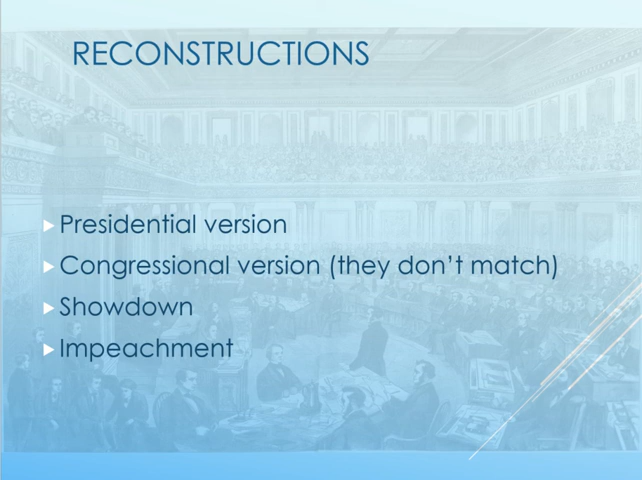 RECONSTRUCTIONS
Presidential version
Congressional version (they don’t match)
Showdown
Impeachment